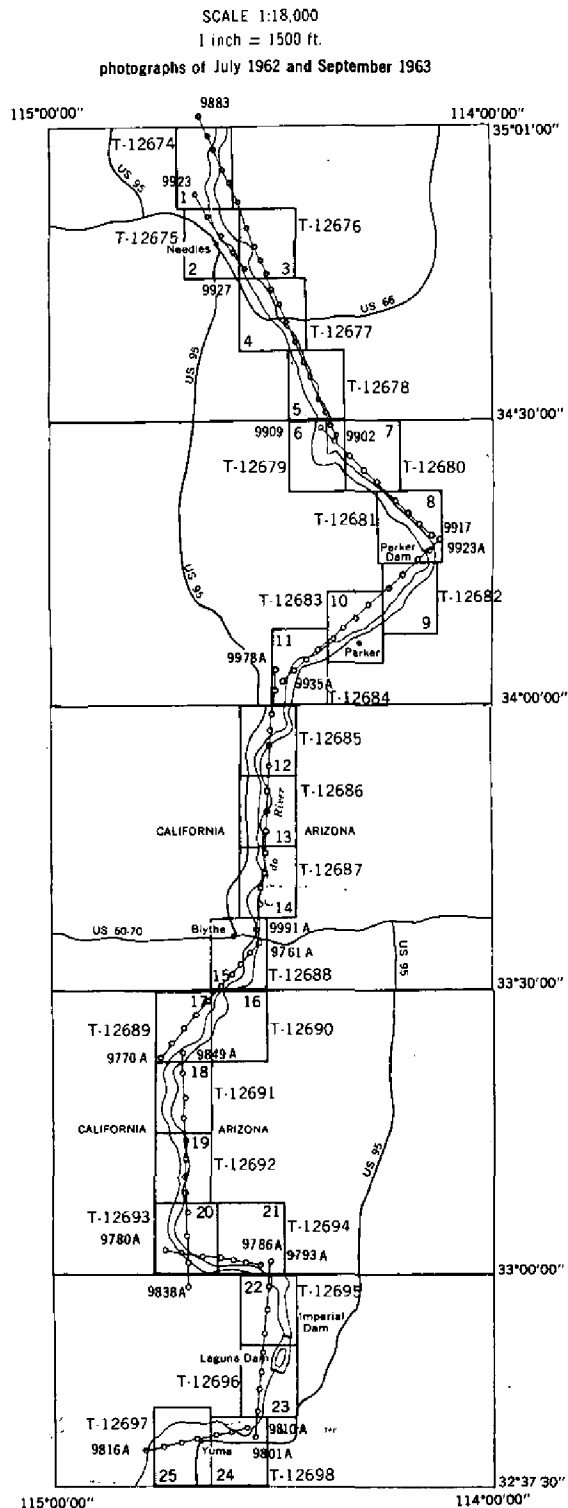 SCALE 1:18,000
1 inch = 1500 ft.
photographs of July 1962 and September 1963
115°00'00"
9883
114°00'00"
35°01'00"
T-12674
US 95
9923
1
T-12675
Needles
2
T-12676
3
9927
US 66
4
T-12677
US 95
T-12678
5
34°30'00"
9909
6
9902
7
T-12679
T-12680
8
T-12681
9917
Parker
Dam
9923A
T-12683
10
T-12682
9
11
Parker
9978A
9935A
US 95
T-12684
34°00'00"
T-12685
12
T-12686
River
CALIFORNIA
ARIZONA
13
do
T-12687
14
US 60-70
Blythe
9991A
9761A
US 95
15
T-12688
33°30'00"
17
16
T-12689
T-12690
9770A
9849A
18
T-12691
CALIFORNIA
ARIZONA
19
T-12692
US 95
T-12693
20
21
T-12694
9780A
9786A
9793A
33°00'00"
9838A
22
T-12695
Imperial
Dam
Laguna Dam
T-12696
23
T-12697
9810A
9816A
Yuma
9801A
25
24
T-12698
32°37'30"
115°00'00"
114°00'00"